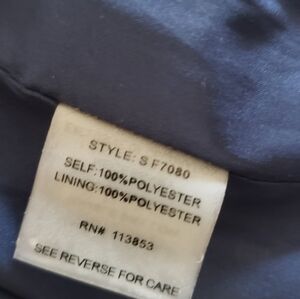 STYLE: S F7080
SELF:100%POLYESTER
LINING:100%POLYESTER
RN# 113853
SEE REVERSE FOR CARE